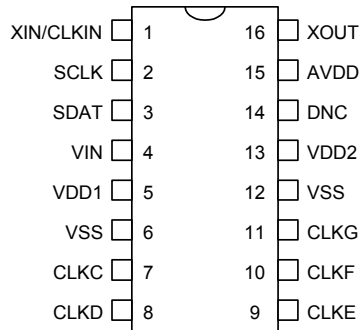 XIN/CLKIN 1 16 XOUT
SCLK 2 15 AVDD
SDAT 3 14 DNC
VIN 4 13 VDD2
VDD1 5 12 VSS
VSS 6 11 CLKG
CLKC 7 10 CLKF
CLKD 8 9 CLKE